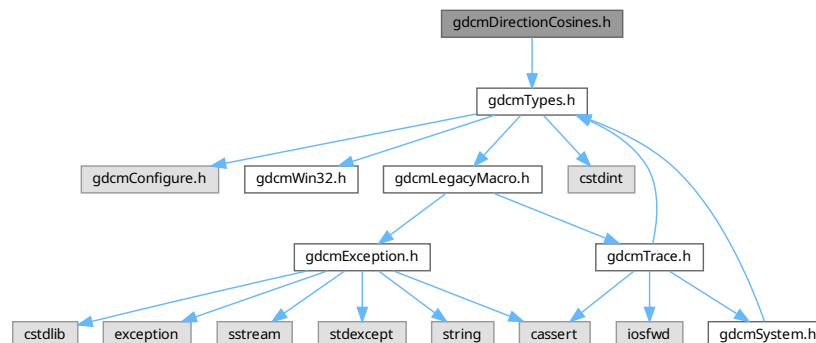 gdcmDirectionCosines.h
gdcmTypes.h
gdcmConfigure.h
gdcmWin32.h
gdcmLegacyMacro.h
cstdint
gdcmException.h
gdcmTrace.h
cstdlib
exception
sstream
stdexcept
string
cassert
iosfwd
gdcmSystem.h